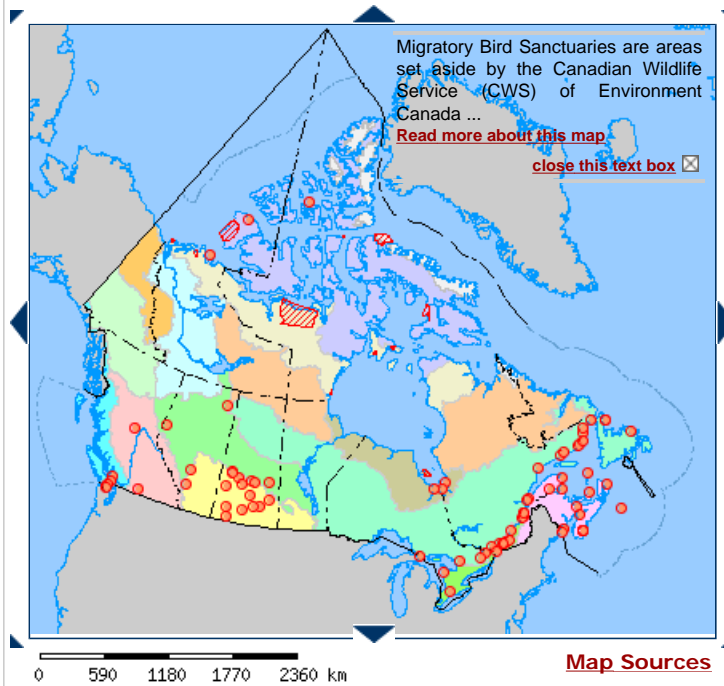 Migratory Bird Sanctuaries are areas
set aside by the Canadian Wildlife
Service (CWS) of Environment
Canada ...
Read more about this map
close this text box
0 590 1180 1770 2360 km
Map Sources